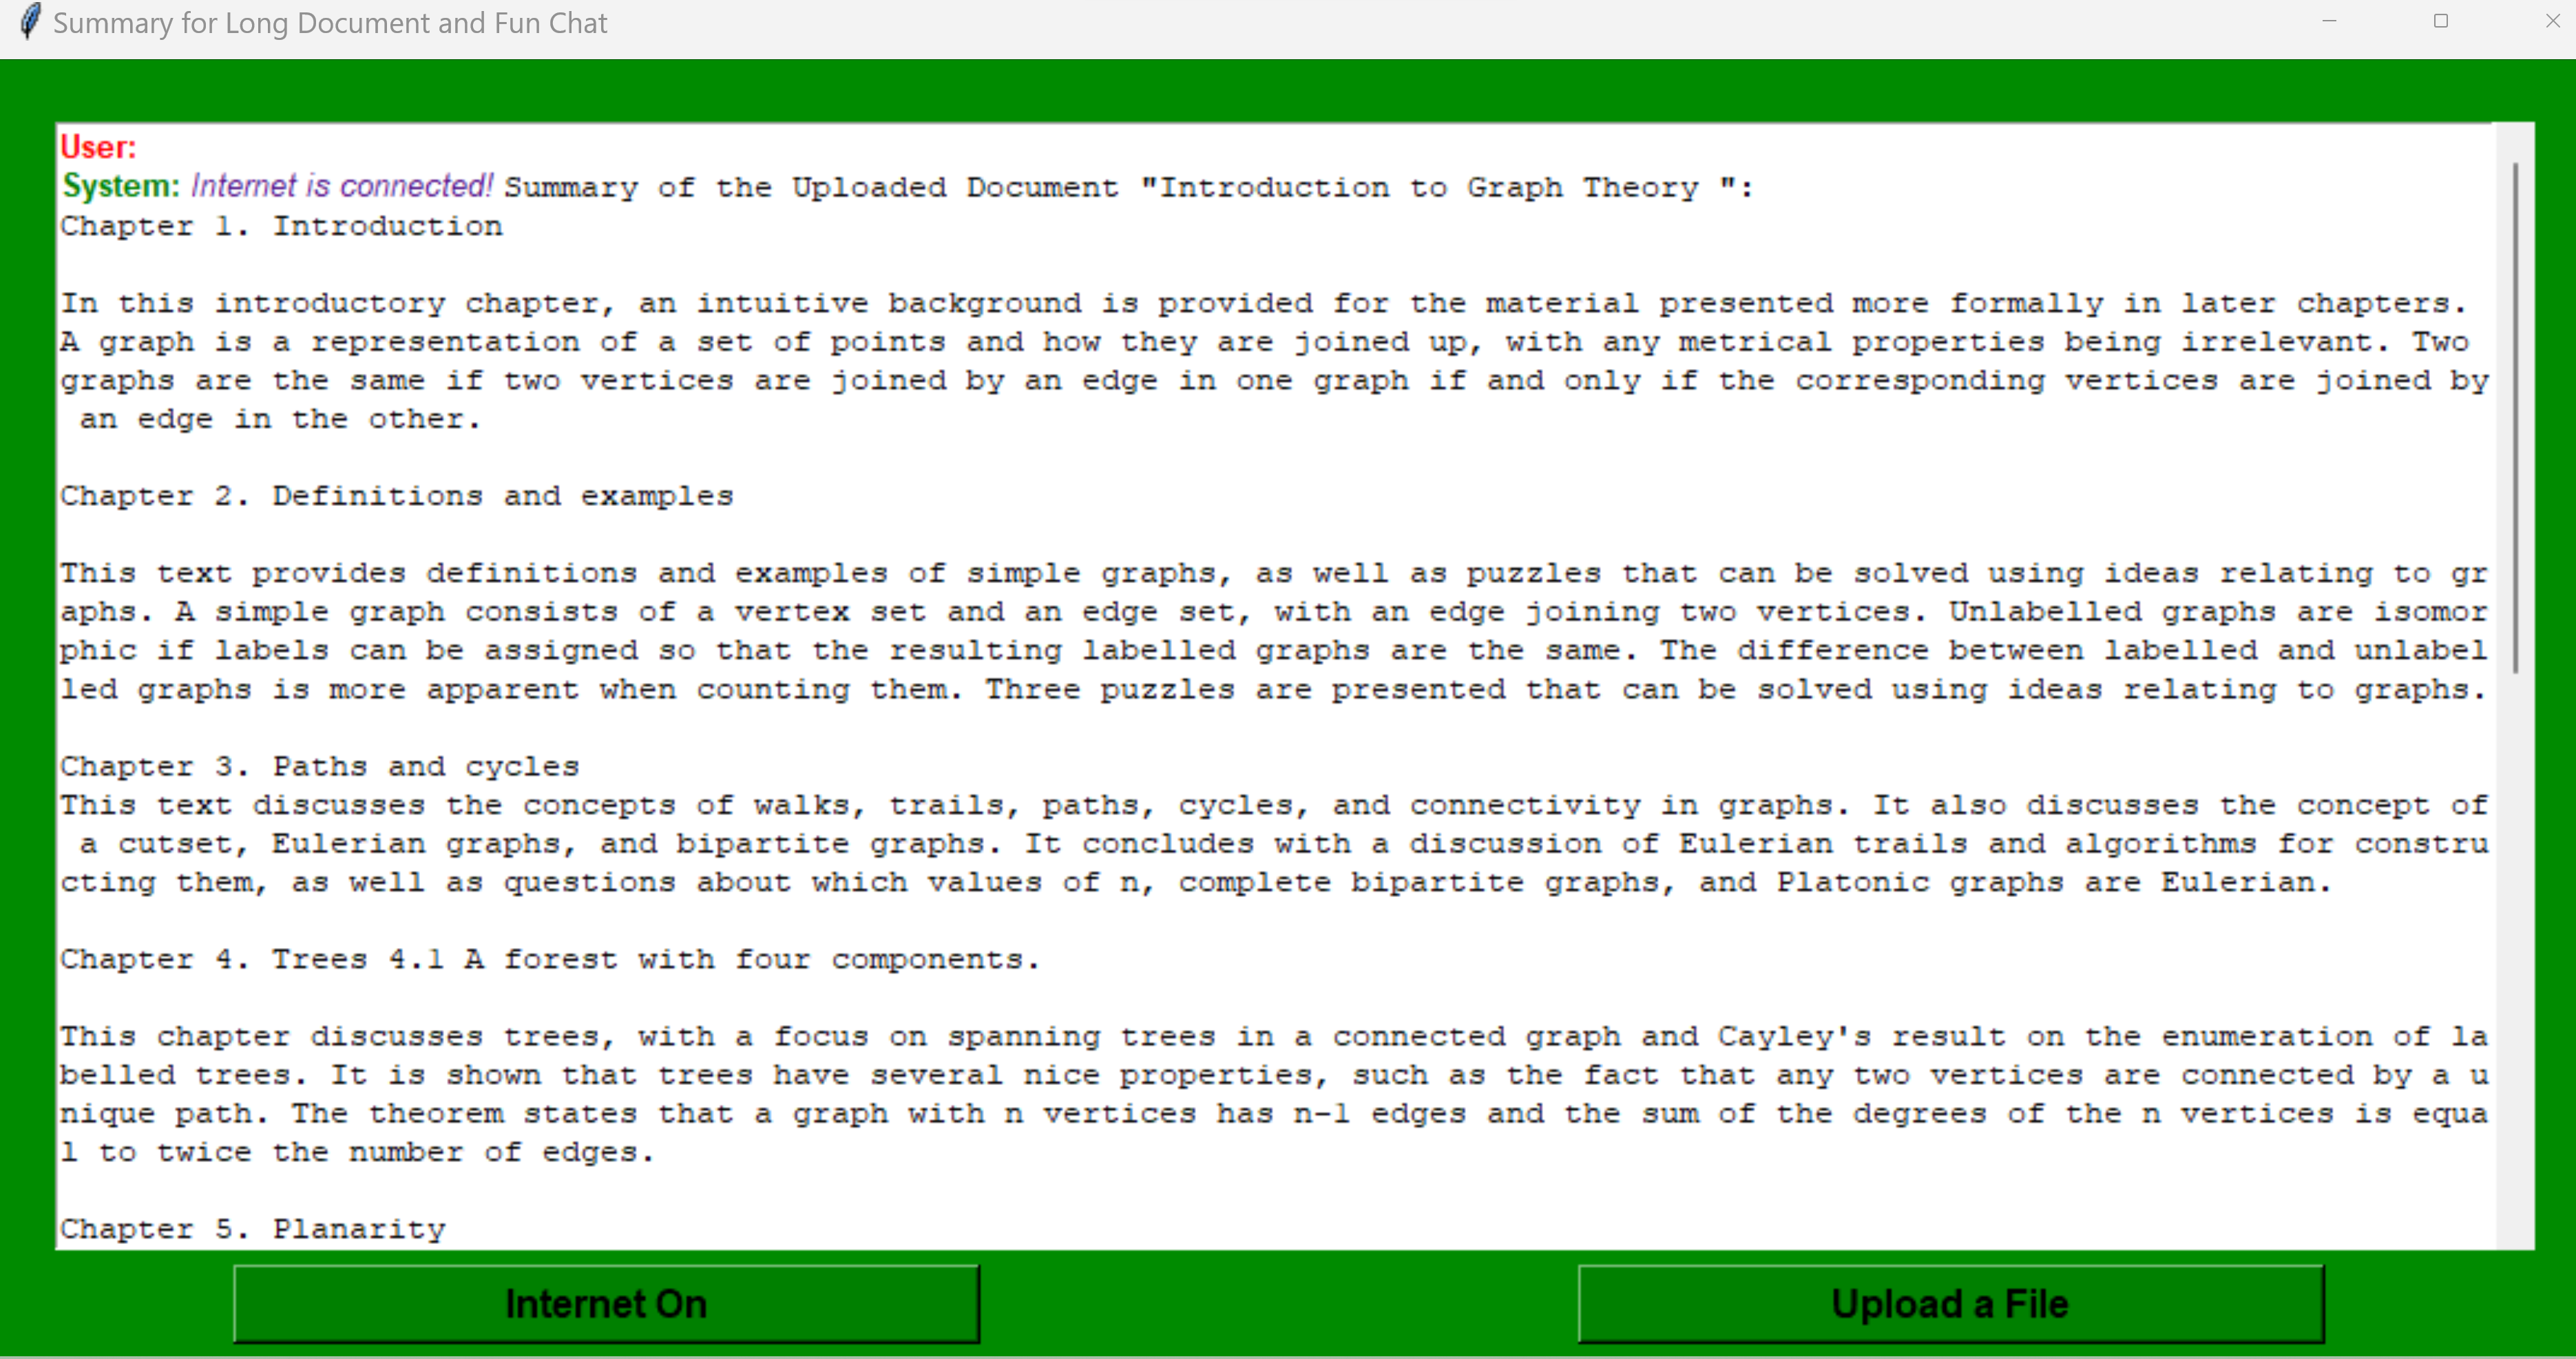 Summary for Long Document and Fun Chat
User:
System: Internet is connected! Summary of the Uploaded Document "Introduction to Graph Theory ":
Chapter 1. Introduction
In this introductory chapter, an intuitive background is provided for the material presented more formally in later chapters.
A graph is a representation of a set of points and how they are joined up, with any metrical properties being irrelevant. Two
graphs are the same if two vertices are joined by an edge in one graph if and only if the corresponding vertices are joined by
an edge in the other.
Chapter 2. Definitions and examples
This text provides definitions and examples of simple graphs, as well as puzzles that can be solved using ideas relating to gr
aphs. A simple graph consists of a vertex set and an edge set, with an edge joining two vertices. Unlabelled graphs are isomor
phic if labels can be assigned so that the resulting labelled graphs are the same. The difference between labelled and unlabel
led graphs is more apparent when counting them. Three puzzles are presented that can be solved using ideas relating to graphs.
Chapter 3. Paths and cycles
This text discusses the concepts of walks, trails, paths, cycles, and connectivity in graphs. It also discusses the concept of
a cutset, Eulerian graphs, and bipartite graphs. It concludes with a discussion of Eulerian trails and algorithms for constru
cting them, as well as questions about which values of n, complete bipartite graphs, and Platonic graphs are Eulerian.
Chapter 4. Trees 4.1 A forest with four components.
This chapter discusses trees, with a focus on spanning trees in a connected graph and Cayley's result on the enumeration of la
belled trees. It is shown that trees have several nice properties, such as the fact that any two vertices are connected by a u
nique path. The theorem states that a graph with n vertices has n-1 edges and the sum of the degrees of the n vertices is equa
l to twice the number of edges.
Chapter 5. Planarity
Internet On
Upload a File